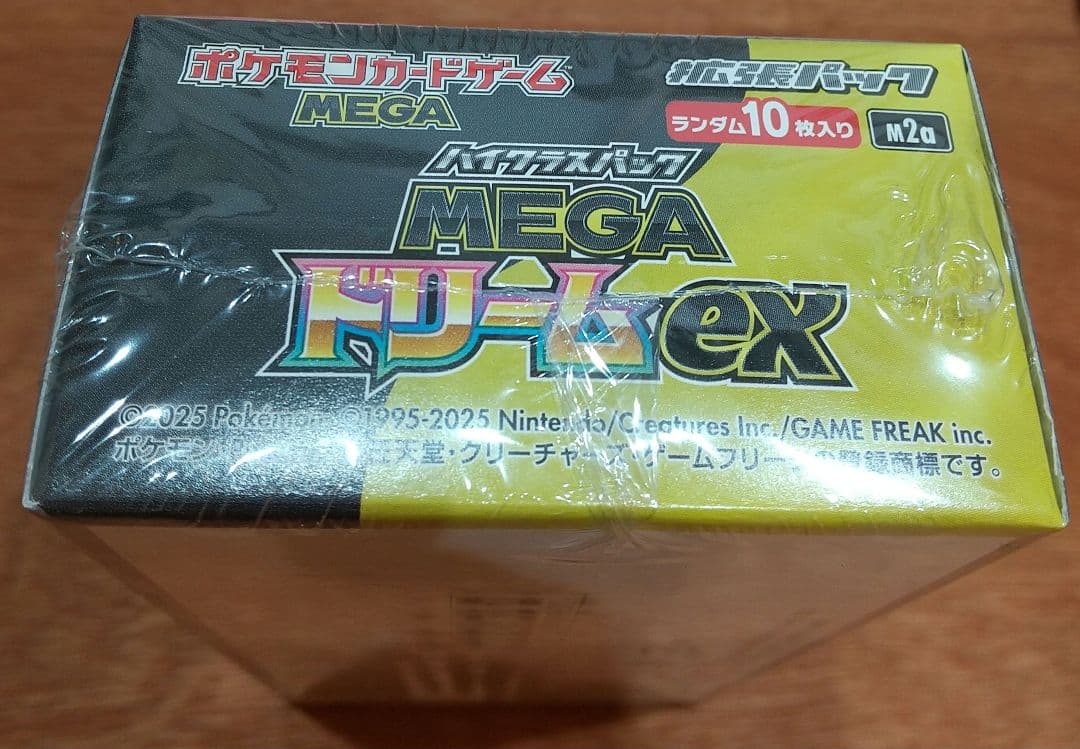 ポケモンカードゲーム
MEGA
拡張パック
ランダム10枚入り
M2a
ハイクラスパック
MEGA
ドリームex
©2025 Pokémon. ©1995-2025 Nintendo/Creatures Inc./GAME FREAK inc.
ポケモン 天堂・クリーチャーズ・ゲームフリー の登録商標です。